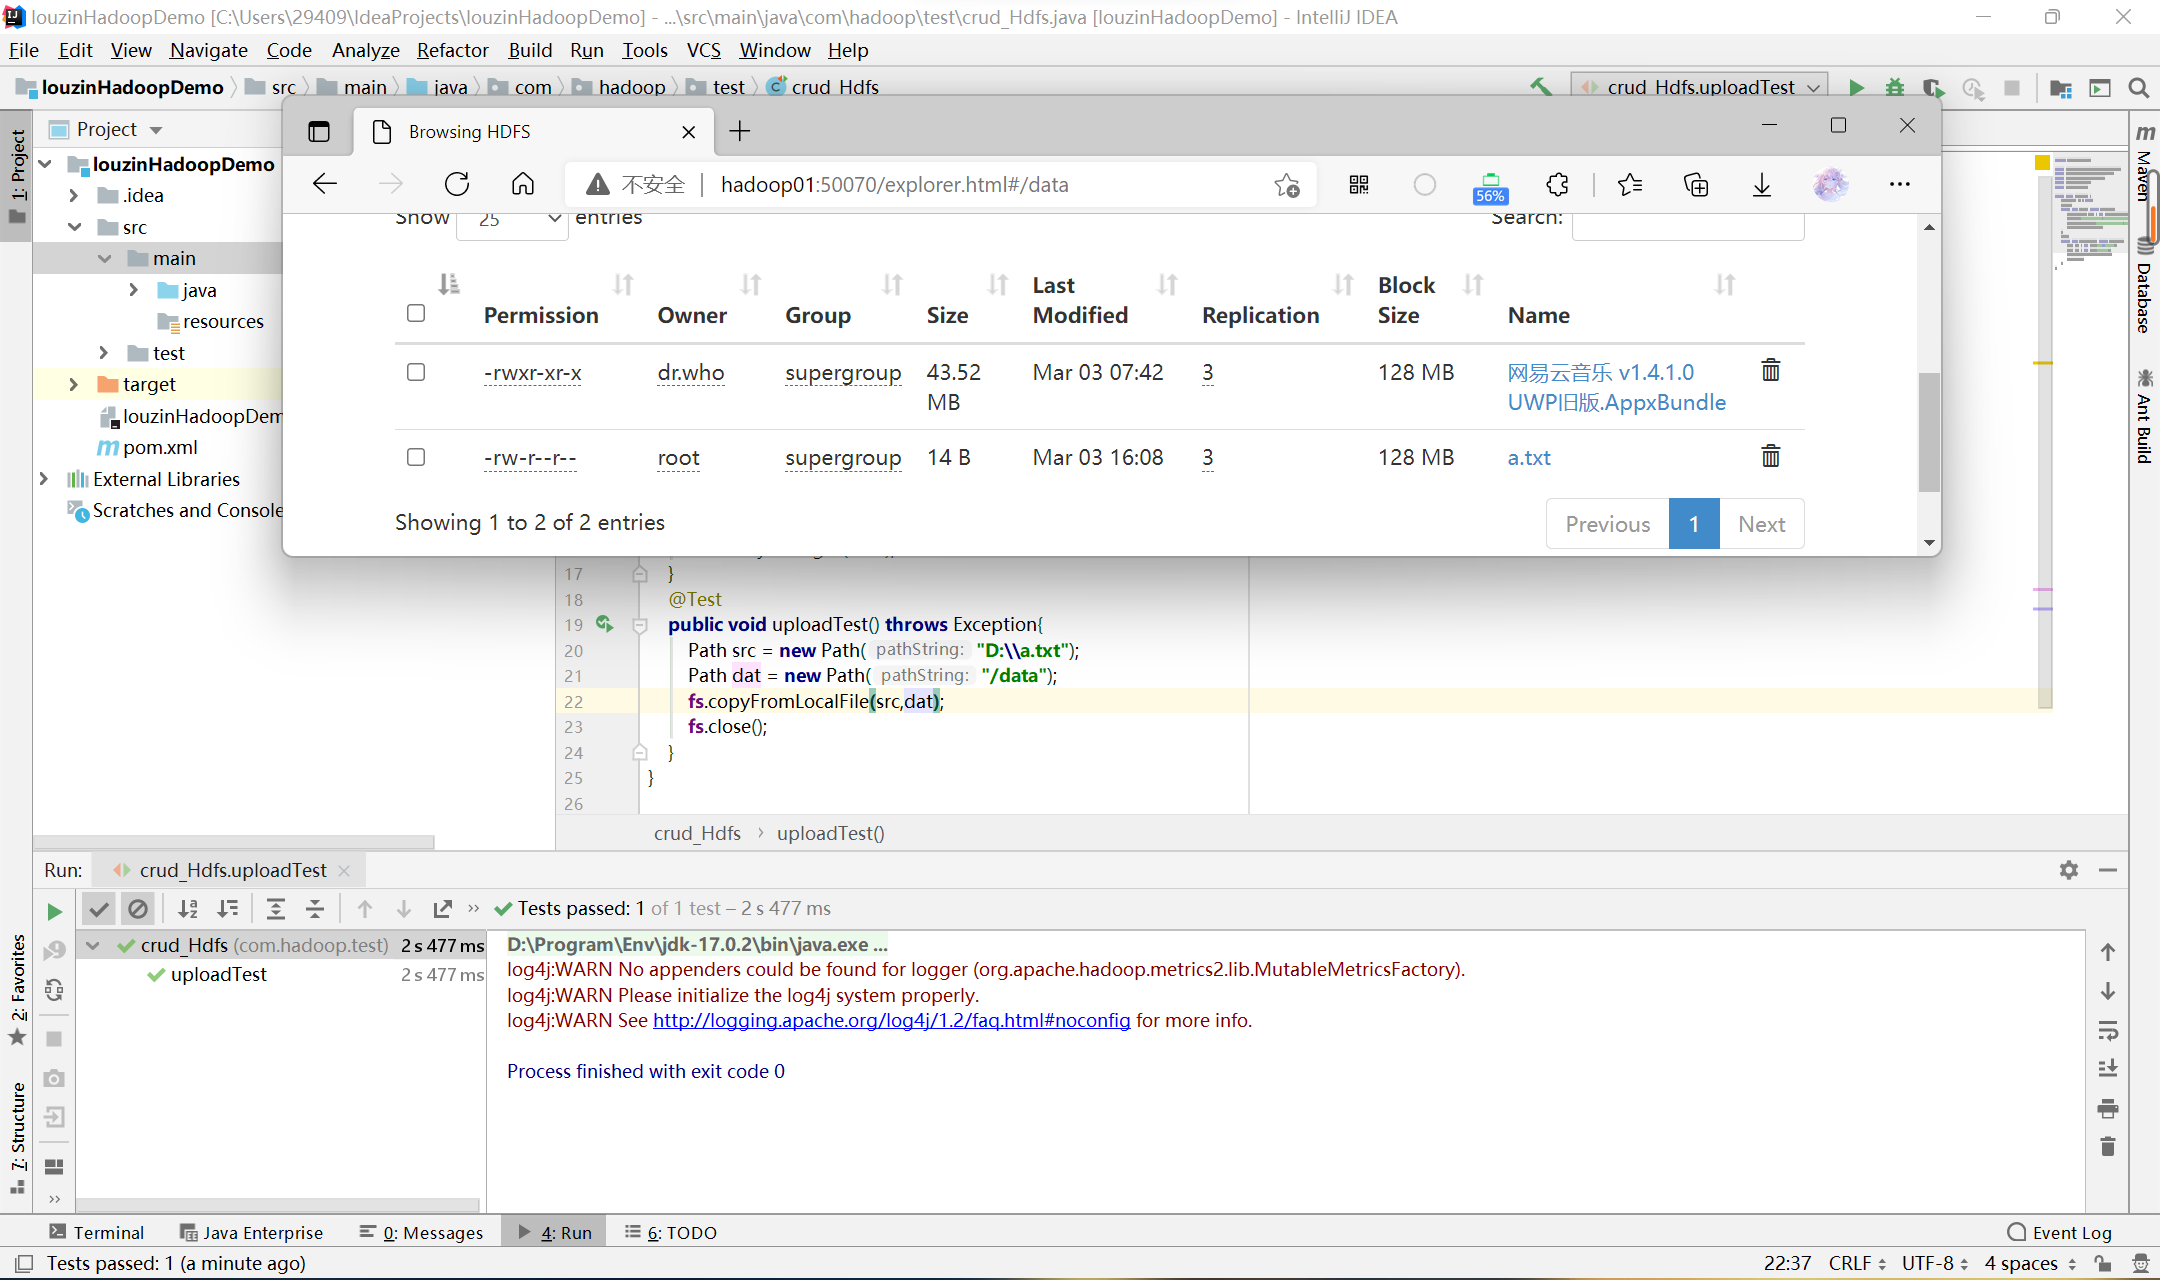 louzinHadoopDemo [C:\Users\29409\IdeaProjects\louzinHadoopDemo] - ...\src\main\java\com\hadoop\test\crud_Hdfs.java [louzinHadoopDemo] - IntelliJ IDEA
File Edit View Navigate Code Analyze Refactor Build Run Tools VCS Window Help
louzinHadoopDemo src main java com hadoop test crud_Hdfs crud_Hdfs.uploadTest
Project
louzinHadoopDemo
.idea
src
main
java
resources
test
target
louzinHadoopDem
pom.xml
External Libraries
Scratches and Console
1: Project
2: Favorites
7: Structure
Maven
Database
Ant Build
Browsing HDFS
不安全 hadoop01:50070/explorer.html#/data 56%
Show 25 entries Search:
Permission Owner Group Size Last Modified Replication Block Size Name
-rwxr-xr-x dr.who supergroup 43.52 MB Mar 03 07:42 3 128 MB 网易云音乐 v1.4.1.0 UWP旧版.AppxBundle
-rw-r--r-- root supergroup 14 B Mar 03 16:08 3 128 MB a.txt
Showing 1 to 2 of 2 entries Previous 1 Next
17 }
18 @Test
19 public void uploadTest() throws Exception{
20 Path src = new Path( pathString: "D:\\a.txt");
21 Path dat = new Path( pathString: "/data");
22 fs.copyFromLocalFile(src,dat);
23 fs.close();
24 }
25 }
26
crud_Hdfs › uploadTest()
Run: crud_Hdfs.uploadTest
Tests passed: 1 of 1 test – 2 s 477 ms
crud_Hdfs (com.hadoop.test) 2 s 477 ms
uploadTest 2 s 477 ms
D:\Program\Env\jdk-17.0.2\bin\java.exe ...
log4j:WARN No appenders could be found for logger (org.apache.hadoop.metrics2.lib.MutableMetricsFactory).
log4j:WARN Please initialize the log4j system properly.
log4j:WARN See http://logging.apache.org/log4j/1.2/faq.html#noconfig for more info.
Process finished with exit code 0
Terminal Java Enterprise 0: Messages 4: Run 6: TODO Event Log
Tests passed: 1 (a minute ago) 22:37 CRLF UTF-8 4 spaces